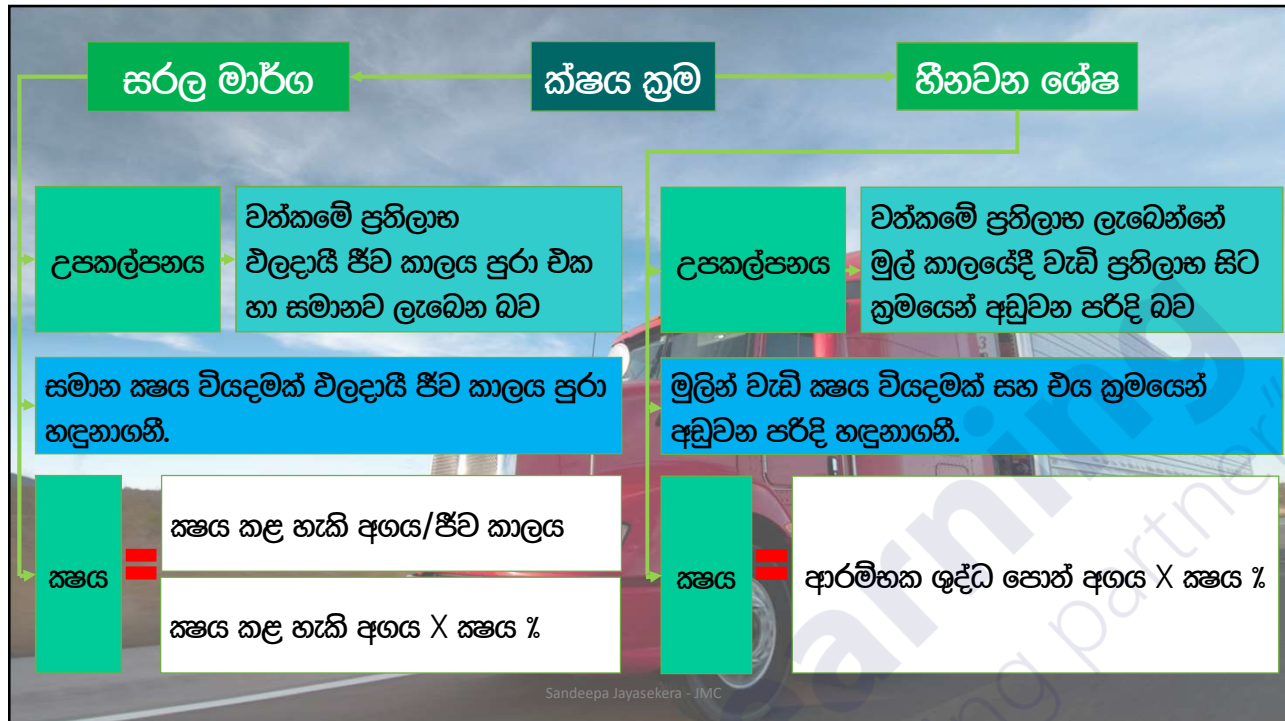 සරල මාර්ග
ක්ෂය ක්‍රම
හීනවන ශේෂ
උපකල්පනය
වත්කමේ ප්‍රතිලාභ
ඵලදායී ජීව කාලය පුරා එක
හා සමානව ලැබෙන බව
සමාන ක්‍ෂය වියදමක් ඵලදායී ජීව කාලය පුරා
හඳුනාගනී.
ක්‍ෂය
=
ක්‍ෂය කළ හැකි අගය/ජීව කාලය
ක්‍ෂය කළ හැකි අගය X ක්‍ෂය %
උපකල්පනය
වත්කමේ ප්‍රතිලාභ ලැබෙන්නේ
මුල් කාලයේදී වැඩි ප්‍රතිලාභ සිට
ක්‍රමයෙන් අඩුවන පරිදි බව
මුලින් වැඩි ක්‍ෂය වියදමක් සහ එය ක්‍රමයෙන්
අඩුවන පරිදි හඳුනාගනී.
ක්‍ෂය
=
ආරම්භක ශුද්ධ පොත් අගය X ක්‍ෂය %
Sandeepa Jayasekera - JMC